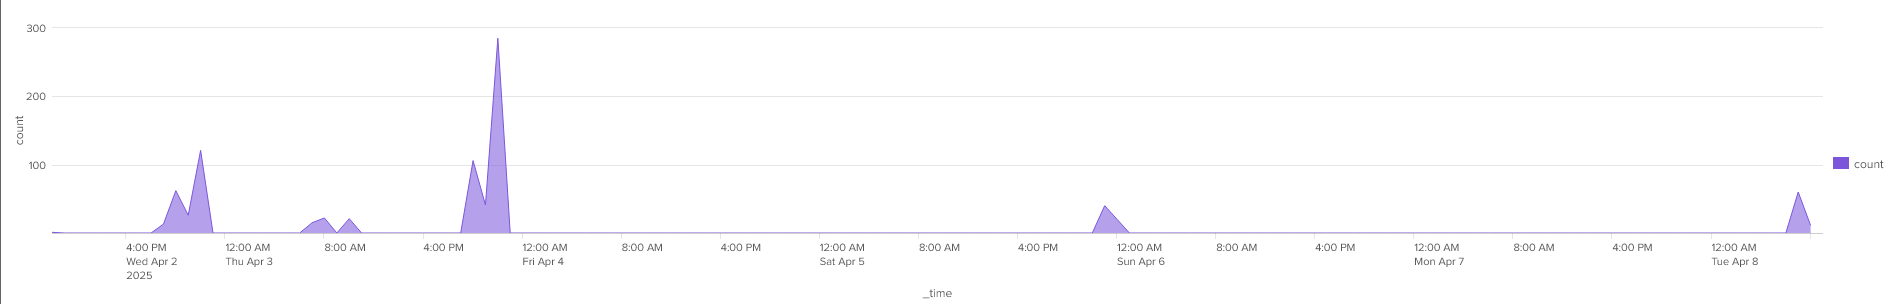 300
200
100
count
count
4:00 PM
Wed Apr 2
2025
12:00 AM
Thu Apr 3
8:00 AM
4:00 PM
12:00 AM
Fri Apr 4
8:00 AM
4:00 PM
12:00 AM
Sat Apr 5
8:00 AM
4:00 PM
12:00 AM
Sun Apr 6
8:00 AM
4:00 PM
12:00 AM
Mon Apr 7
8:00 AM
4:00 PM
12:00 AM
Tue Apr 8
_time